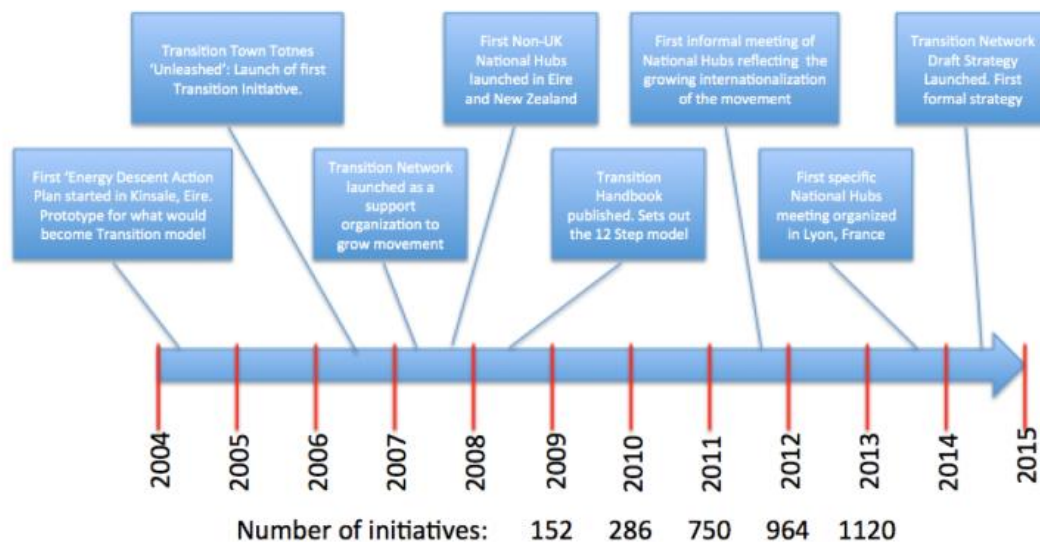 Transition Town Totnes
‘Unleashed’: Launch of first
Transition Initiative.
First Non-UK
National Hubs
launched in Eire
and New Zealand
First informal meeting of
National Hubs reflecting the
growing internationalization
of the movement
Transition Network
Draft Strategy
Launched. First
formal strategy
First ‘Energy Descent Action
Plan started in Kinsale, Eire.
Prototype for what would
become Transition model
Transition Network
launched as a
support
organization to
grow movement
Transition
Handbook
published. Sets out
the 12 Step model
First specific
National Hubs
meeting organized
in Lyon, France
2004
2005
2006
2007
2008
2009
2010
2011
2012
2013
2014
2015
Number of initiatives: 152 286 750 964 1120